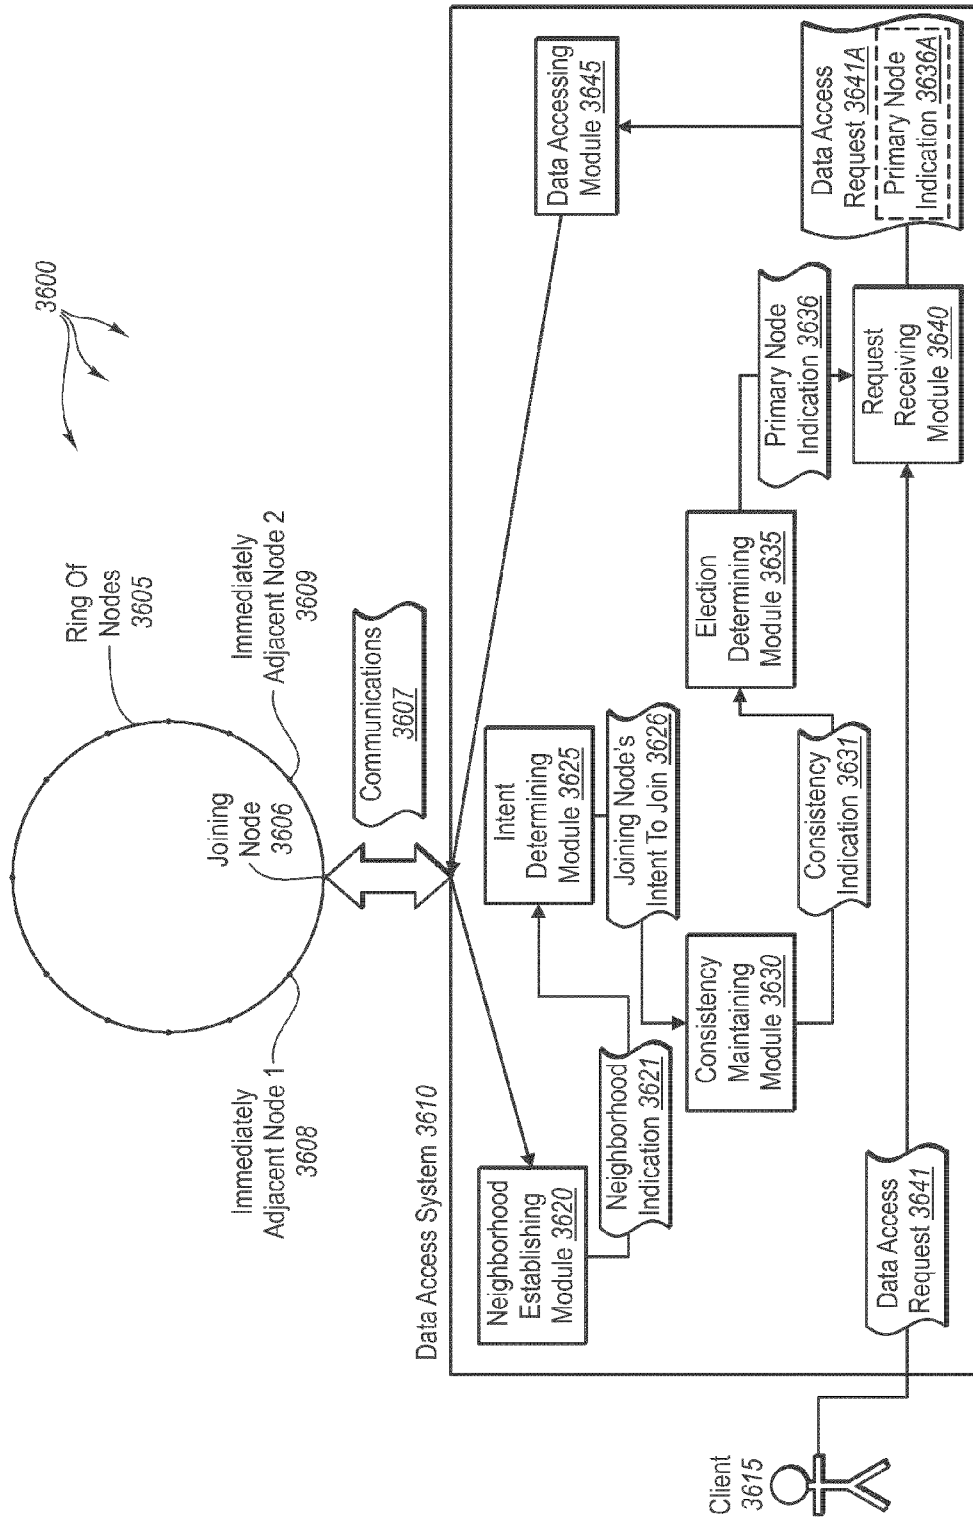 3600
Ring Of
Nodes
3605
Joining
Node
3606
Immediately
Adjacent Node 1
3608
Immediately
Adjacent Node 2
3609
Communications
3607
Data Access System 3610
Neighborhood
Establishing
Module 3620
Neighborhood
Indication 3621
Intent
Determining
Module 3625
Joining Node's
Intent To Join 3626
Consistency
Maintaining
Module 3630
Consistency
Indication 3631
Election
Determining
Module 3635
Primary Node
Indication 3636
Request
Receiving
Module 3640
Data Access
Request 3641A
Primary Node
Indication 3636A
Data Accessing
Module 3645
Data Access
Request 3641
Client
3615